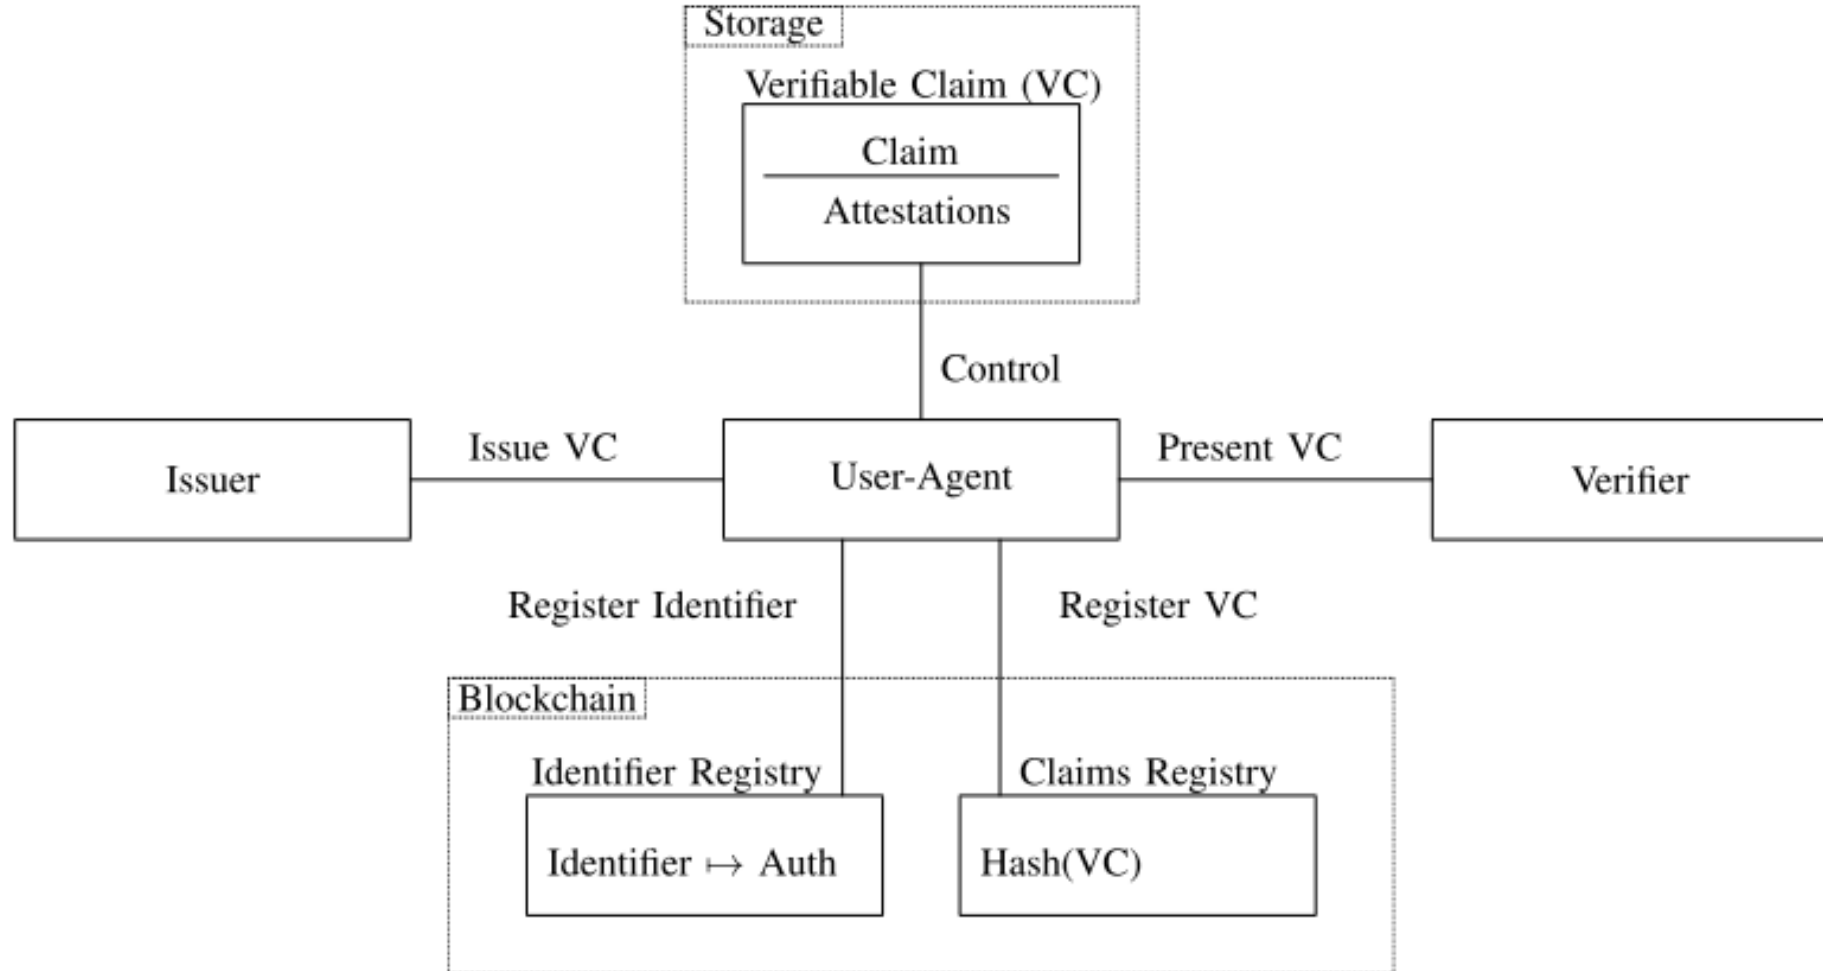 Storage
Verifiable Claim (VC)
Claim
Attestations
Control
Issuer
Issue VC
User-Agent
Present VC
Verifier
Register Identifier
Register VC
Blockchain
Identifier Registry
Claims Registry
Identifier ↦ Auth
Hash(VC)